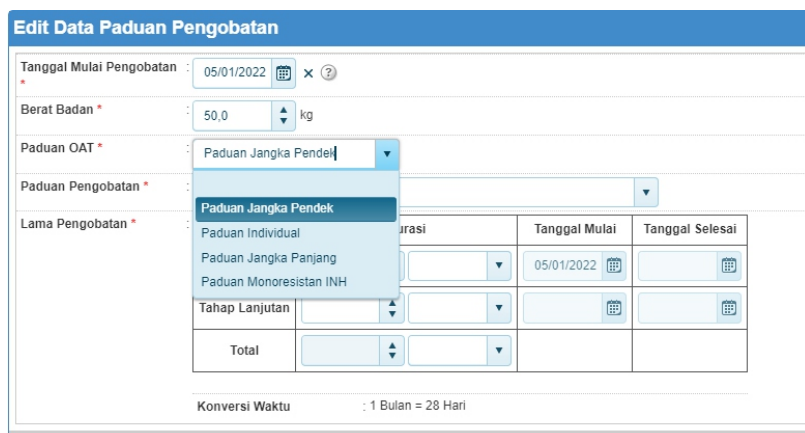 Edit Data Paduan Pengobatan
Tanggal Mulai Pengobatan * : 05/01/2022 × ?
Berat Badan * : 50,0 kg
Paduan OAT * : Paduan Jangka Pendek
Paduan Pengobatan * :
Paduan Jangka Pendek
Paduan Individual
Paduan Jangka Panjang
Paduan Monoresistan INH
Lama Pengobatan * :
Tanggal Mulai Tanggal Selesai
05/01/2022
Tahap Lanjutan
Total
Konversi Waktu : 1 Bulan = 28 Hari